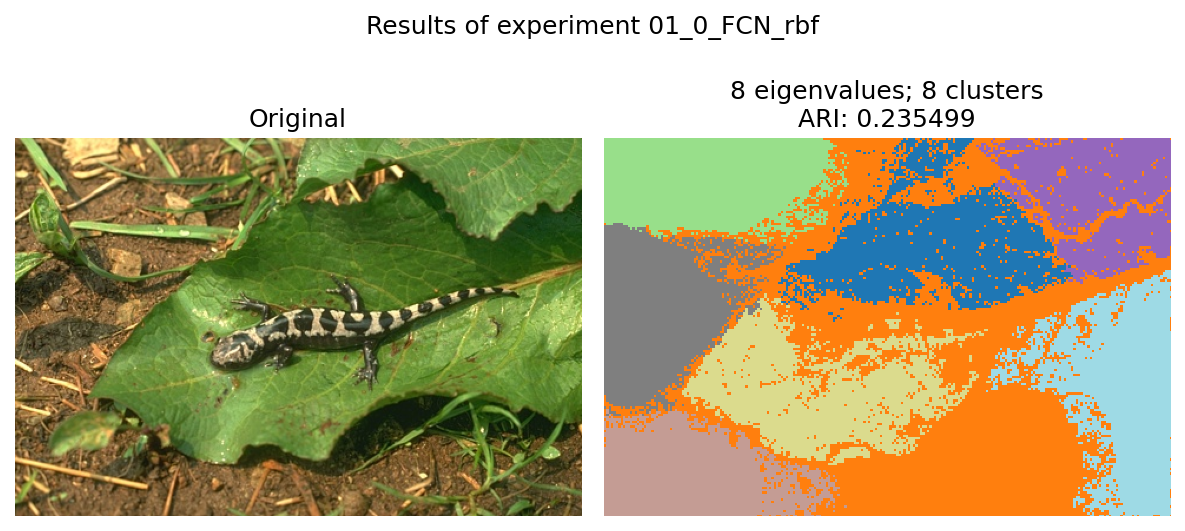 Results of experiment 01_0_FCN_rbf
Original
8 eigenvalues; 8 clusters
ARI: 0.235499